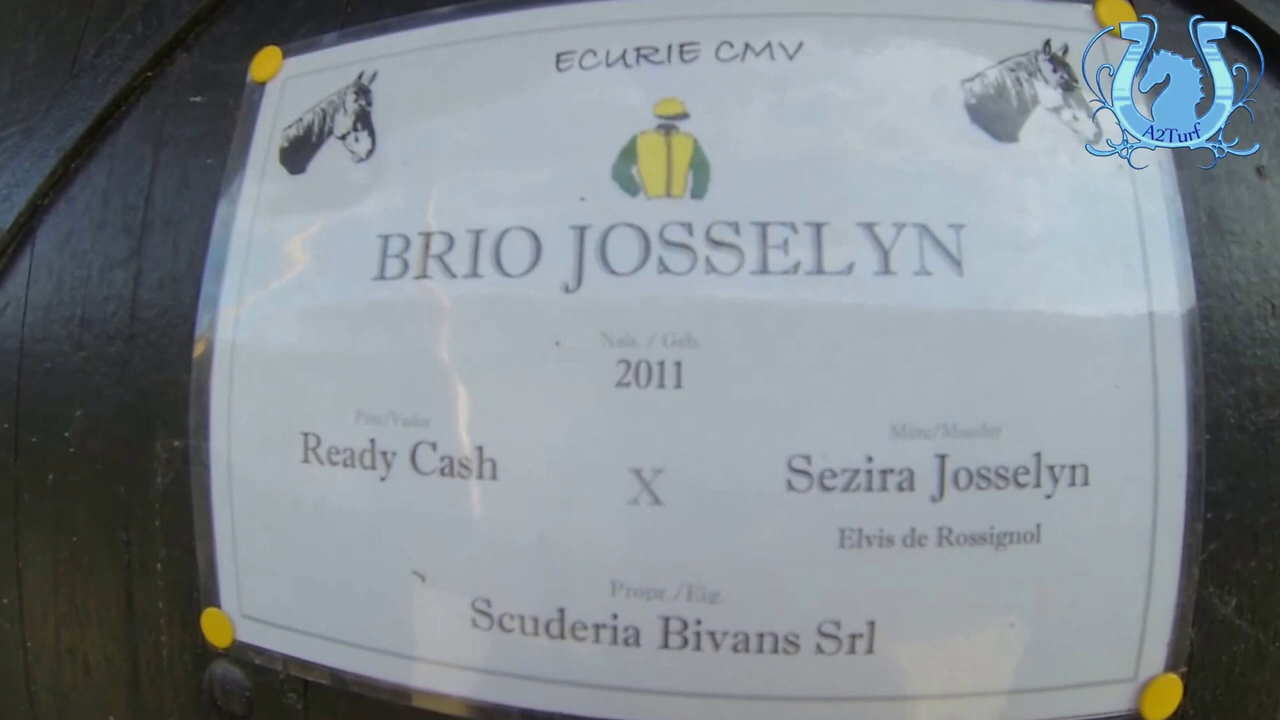 ECURIE CMV
A2Turf
BRIO JOSSELYN
Nais. / Geb.
2011
Père/Vader
Ready Cash
X
Mère/Moeder
Sezira Josselyn
Elvis de Rossignol
Propr./Eig.
Scuderia Bivans Srl